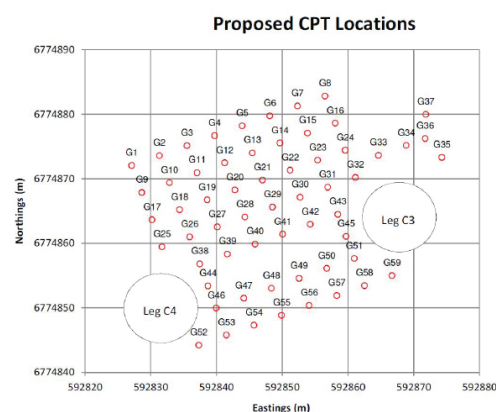 Proposed CPT Locations
6774890
G8
G7
G6
6774880
G37
G5
G16
G4
G15
G36
G3
G14
G2
G13
G24
G34
G1
G12
G23
G33
G35
G11
G22
G32
G10
G21
6774870
G9
G20
G31
G19
G30
G18
G29
G17
G28
G43
Leg C3
G27
G42
G26
G41
G45
G25
G40
6774860
G39
G38
G50
G49
G58
G59
G44
G48
G47
G57
G46
G56
6774850
Leg C4
G55
G54
G53
G52
6774840
592820
592830
592840
592850
592860
592870
592880
Eastings (m)
Northings (m)
G51